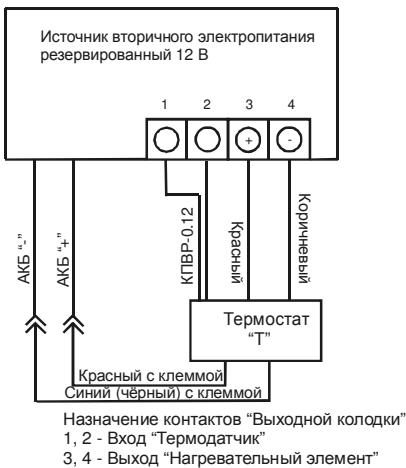 Источник вторичного электропитания
резервированный 12 В
1 2 3 4
+ -
АКБ “-”
АКБ “+”
КПВР-0.12
Красный
Коричневый
Термостат
“Т”
Красный с клеммой
Синий (чёрный) с клеммой
Назначение контактов “Выходной колодки”
1, 2 - Вход “Термодатчик”
3, 4 - Выход “Нагревательный элемент”